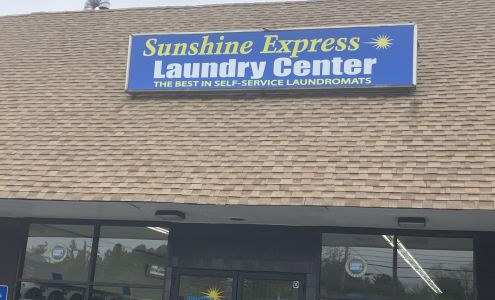 Sunshine Express
Laundry Center
THE BEST IN SELF-SERVICE LAUNDROMATS